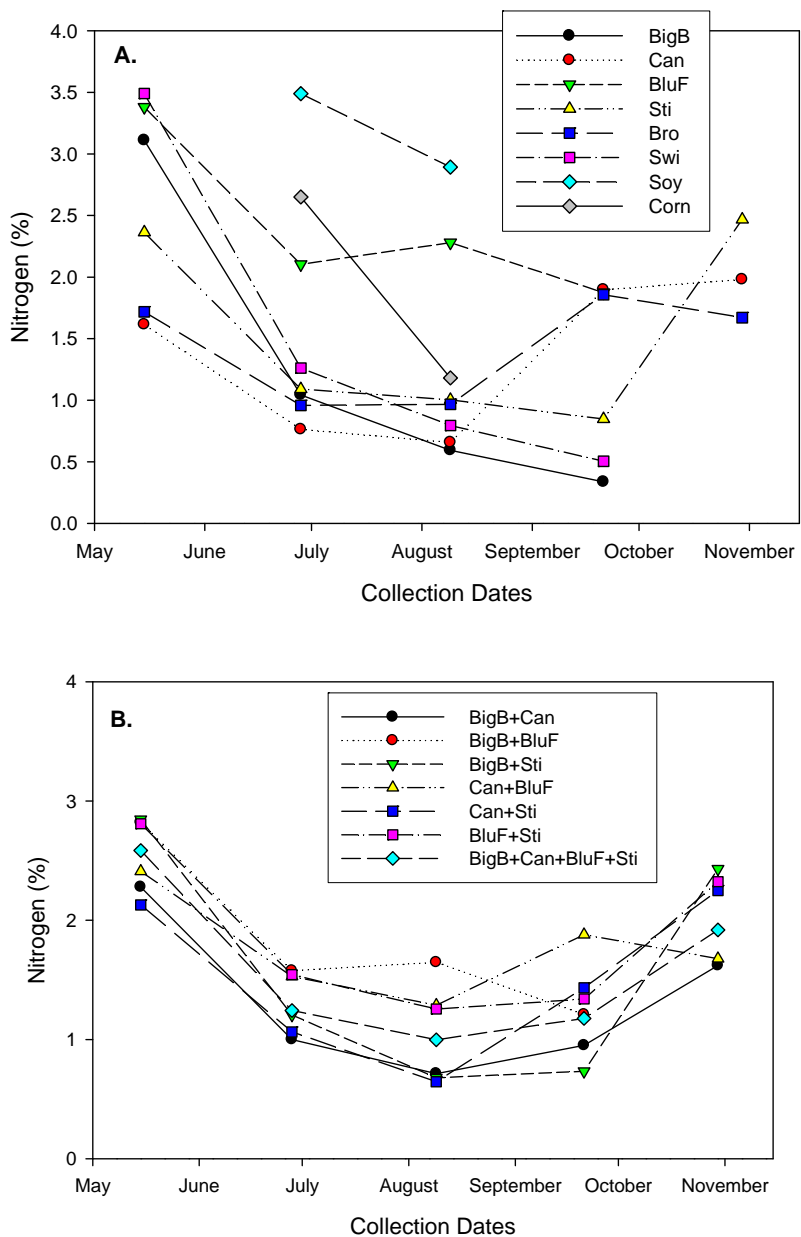 A.
BigB
Can
BluF
Sti
Bro
Swi
Soy
Corn
4.0
3.5
3.0
2.5
2.0
1.5
1.0
0.5
0.0
Nitrogen (%)
May June July August September October November
Collection Dates
B.
BigB+Can
BigB+BluF
BigB+Sti
Can+BluF
Can+Sti
BluF+Sti
BigB+Can+BluF+Sti
4
3
2
1
0
Nitrogen (%)
May June July August September October November
Collection Dates